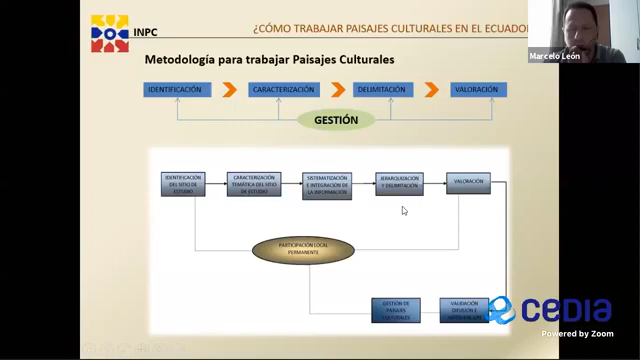 INPC
¿CÓMO TRABAJAR PAISAJES CULTURALES EN EL ECUADOR
Marcelo León
Metodología para trabajar Paisajes Culturales
IDENTIFICACIÓN
CARACTERIZACIÓN
DELIMITACIÓN
VALORACIÓN
GESTIÓN
IDENTIFICACIÓN
DEL SITIO DE
ESTUDIO
CARACTERIZACIÓN
TEMÁTICA DEL SITIO
DE ESTUDIO
SISTEMATIZACIÓN
E INTEGRACIÓN DE
LA INFORMACIÓN
JERARQUIZACIÓN
Y DELIMITACIÓN
VALORACIÓN
PARTICIPACIÓN LOCAL
PERMANENTE
GESTIÓN DE
PAISAJES
CULTURALES
VALIDACIÓN
DIFUSIÓN E
cedia
Powered by Zoom